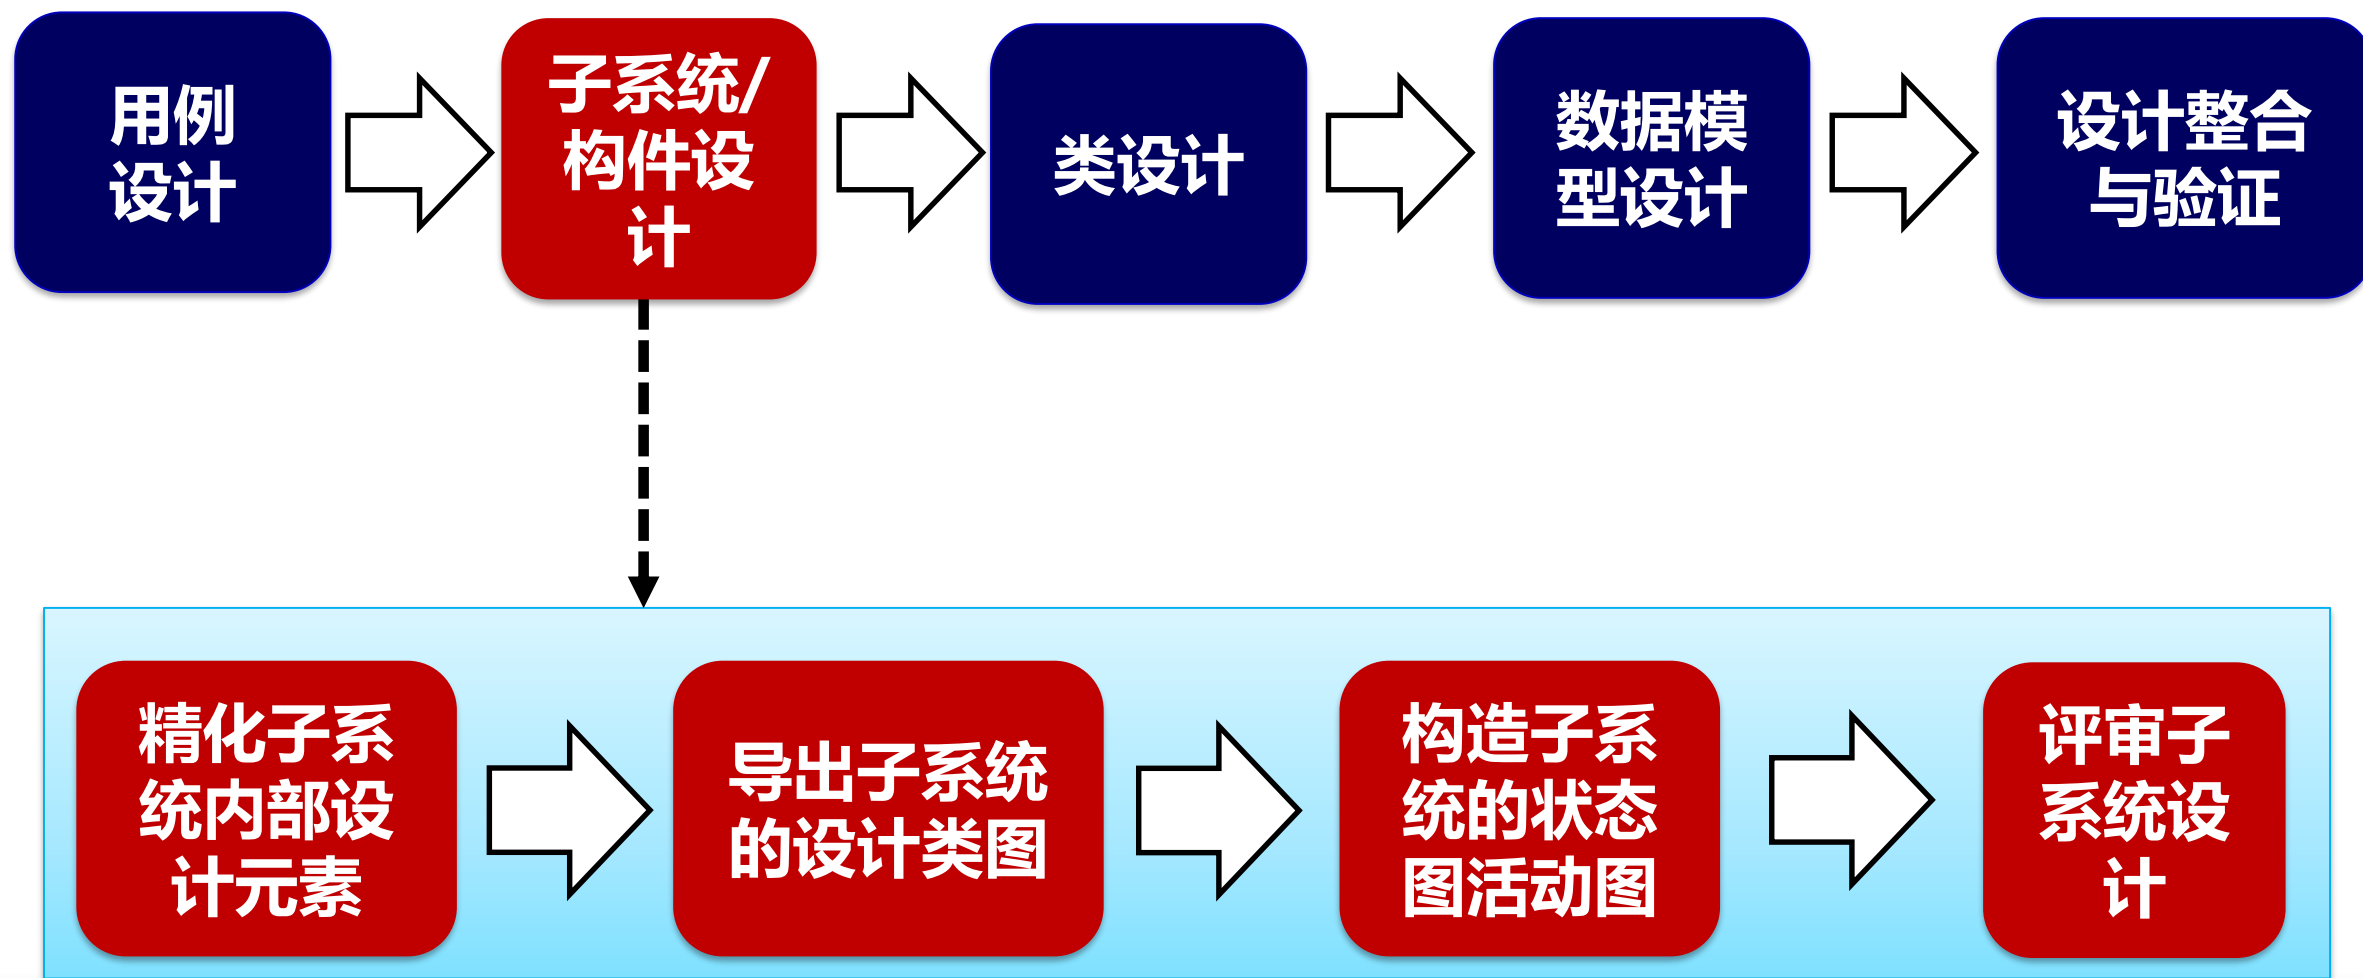 用例
设计
子系统/
构件设
计
类设计
数据模
型设计
设计整合
与验证
精化子系
统内部设
计元素
导出子系统
的设计类图
构造子系
统的状态
图活动图
评审子
系统设
计